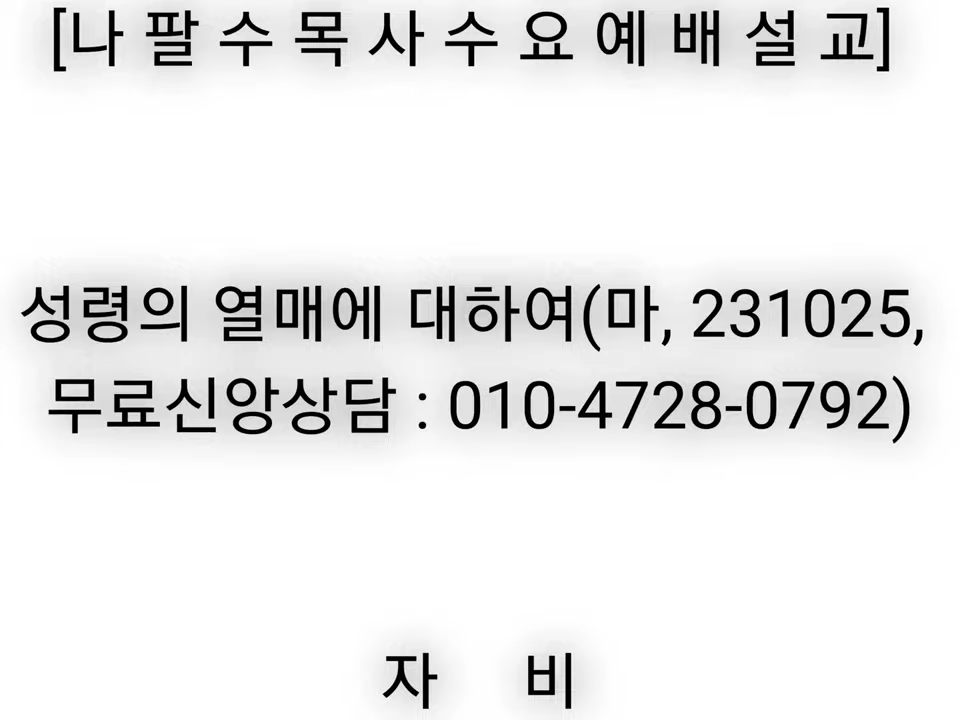 [나 팔 수 목 사 수 요 예 배 설 교]
성령의 열매에 대하여(마, 231025,
무료신앙상담 : 010-4728-0792)
자 비